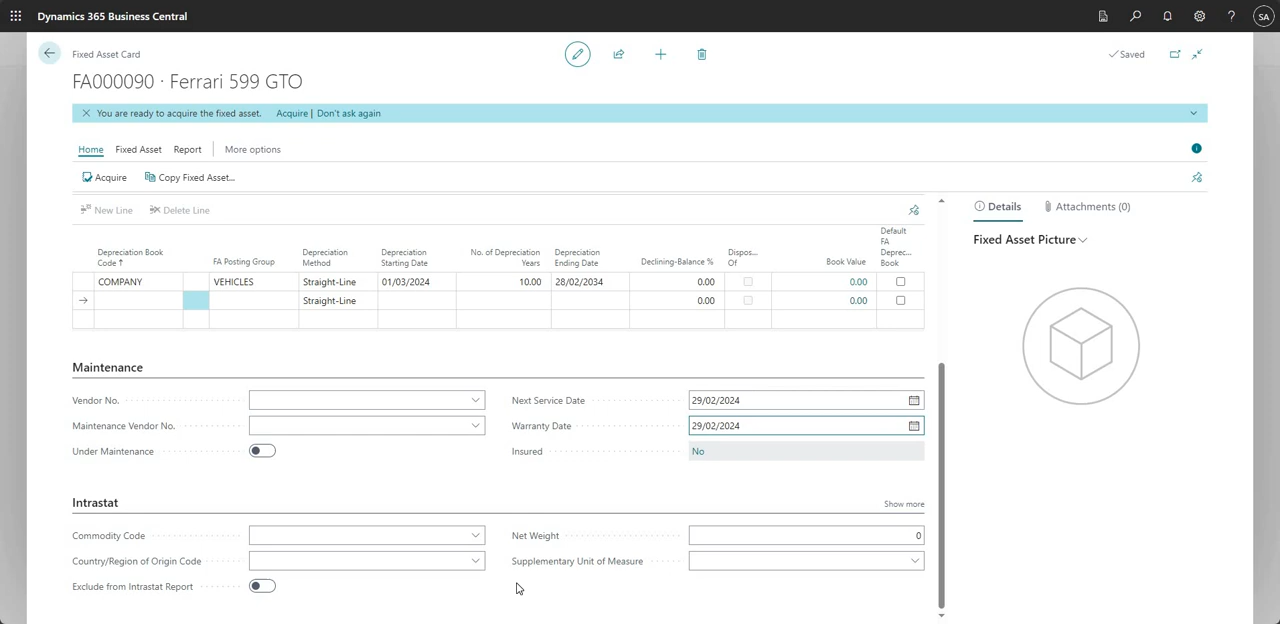 Dynamics 365 Business Central
SA
Fixed Asset Card
Saved
FA000090 · Ferrari 599 GTO
You are ready to acquire the fixed asset. Acquire | Don't ask again
Home Fixed Asset Report More options
Acquire Copy Fixed Asset...
New Line Delete Line
Details Attachments (0)
Fixed Asset Picture
Depreciation Book Code ↑ FA Posting Group Depreciation Method Depreciation Starting Date No. of Depreciation Years Depreciation Ending Date Declining-Balance % Dispos... Of Book Value Default FA Deprec... Book
COMPANY VEHICLES Straight-Line 01/03/2024 10.00 28/02/2034 0.00 0.00
Straight-Line 0.00 0.00
Maintenance
Vendor No. Next Service Date 29/02/2024
Maintenance Vendor No. Warranty Date 29/02/2024
Under Maintenance Insured No
Intrastat Show more
Commodity Code Net Weight 0
Country/Region of Origin Code Supplementary Unit of Measure
Exclude from Intrastat Report